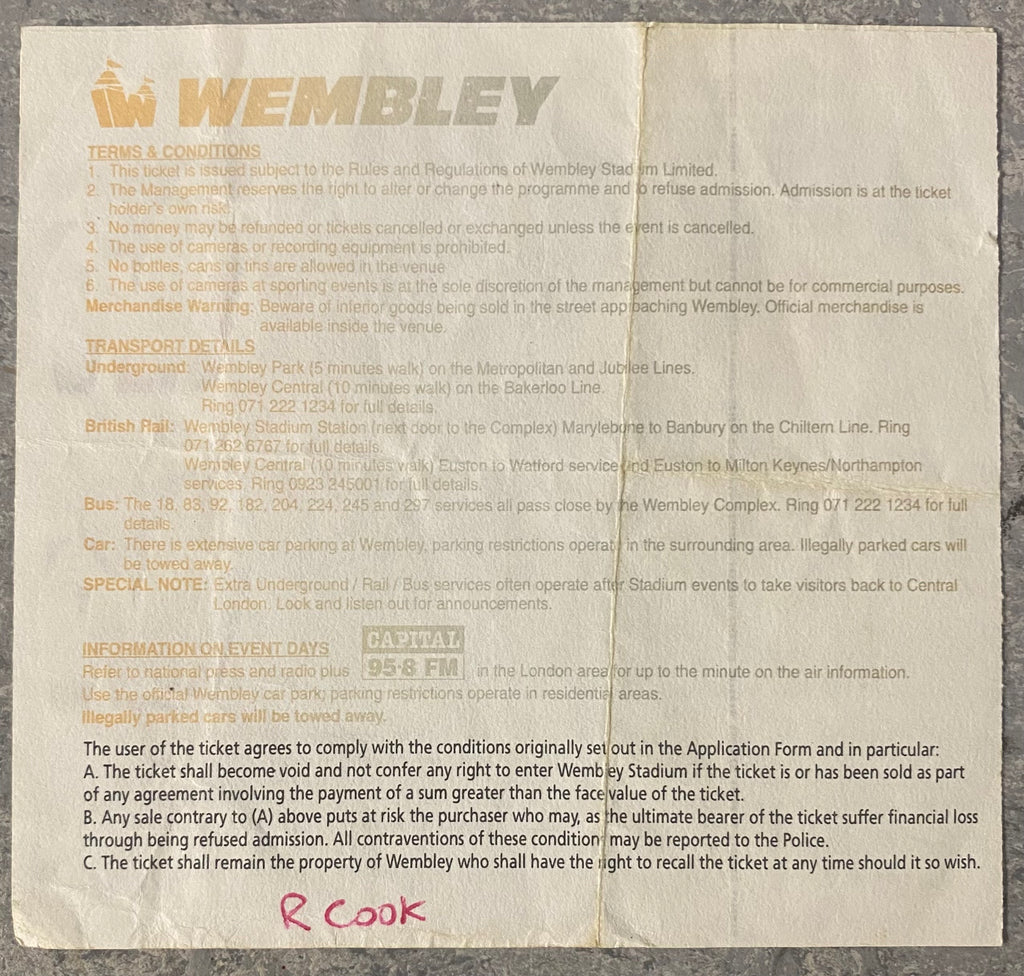 WEMBLEY
TERMS & CONDITIONS
1. This ticket is issued subject to the Rules and Regulations of Wembley Stadium Limited.
2. The Management reserves the right to alter or change the programme and to refuse admission. Admission is at the ticket
holder's own risk.
3. No money may be refunded or tickets cancelled or exchanged unless the event is cancelled.
4. The use of cameras or recording equipment is prohibited.
5. No bottles, cans or tins are allowed in the venue
6. The use of cameras at sporting events is at the sole discretion of the management but cannot be for commercial purposes.
Merchandise Warning: Beware of inferior goods being sold in the street approaching Wembley. Official merchandise is
available inside the venue.
TRANSPORT DETAILS
Underground: Wembley Park (5 minutes walk) on the Metropolitan and Jubilee Lines.
Wembley Central (10 minutes walk) on the Bakerloo Line.
Ring 071 222 1234 for full details.
British Rail: Wembley Stadium Station (next door to the Complex) Marylebone to Banbury on the Chiltern Line. Ring
071 262 6767 for full details.
Wembley Central (10 minutes walk) Euston to Watford service and Euston to Milton Keynes/Northampton
services. Ring 0923 245001 for full details.
Bus: The 18, 83, 92, 182, 204, 224, 245 and 297 services all pass close by the Wembley Complex. Ring 071 222 1234 for full
details.
Car: There is extensive car parking at Wembley, parking restrictions operate in the surrounding area. Illegally parked cars will
be towed away.
SPECIAL NOTE: Extra Underground / Rail / Bus services often operate after Stadium events to take visitors back to Central
London. Look and listen out for announcements.
INFORMATION ON EVENT DAYS
Refer to national press and radio plus CAPITAL 95·8 FM in the London area for up to the minute on the air information.
Use the official Wembley car park; parking restrictions operate in residential areas.
Illegally parked cars will be towed away.
The user of the ticket agrees to comply with the conditions originally set out in the Application Form and in particular:
A. The ticket shall become void and not confer any right to enter Wembley Stadium if the ticket is or has been sold as part
of any agreement involving the payment of a sum greater than the face value of the ticket.
B. Any sale contrary to (A) above puts at risk the purchaser who may, as the ultimate bearer of the ticket suffer financial loss
through being refused admission. All contraventions of these conditions may be reported to the Police.
C. The ticket shall remain the property of Wembley who shall have the right to recall the ticket at any time should it so wish.
R COOK